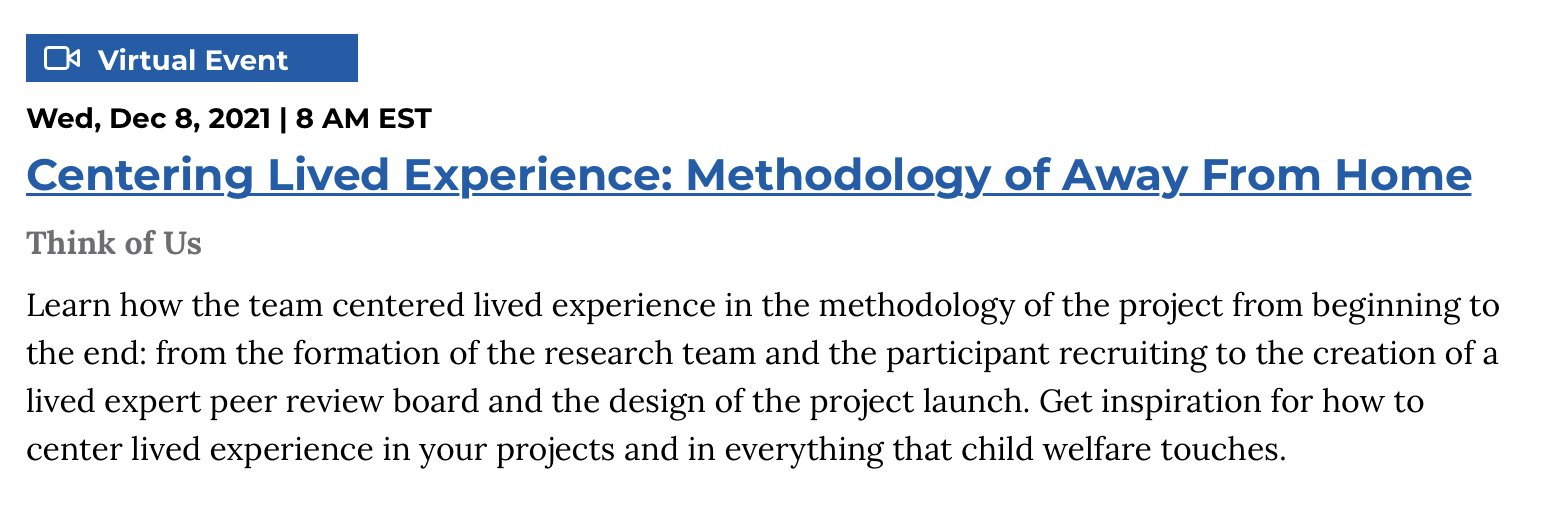 Virtual Event
Wed, Dec 8, 2021 | 8 AM EST
Centering Lived Experience: Methodology of Away From Home
Think of Us
Learn how the team centered lived experience in the methodology of the project from beginning to
the end: from the formation of the research team and the participant recruiting to the creation of a
lived expert peer review board and the design of the project launch. Get inspiration for how to
center lived experience in your projects and in everything that child welfare touches.